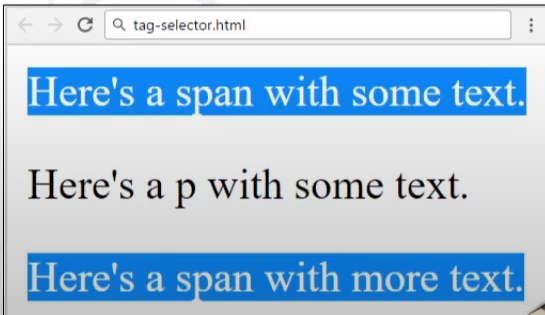 tag-selector.html
Here's a span with some text.
Here's a p with some text.
Here's a span with more text.